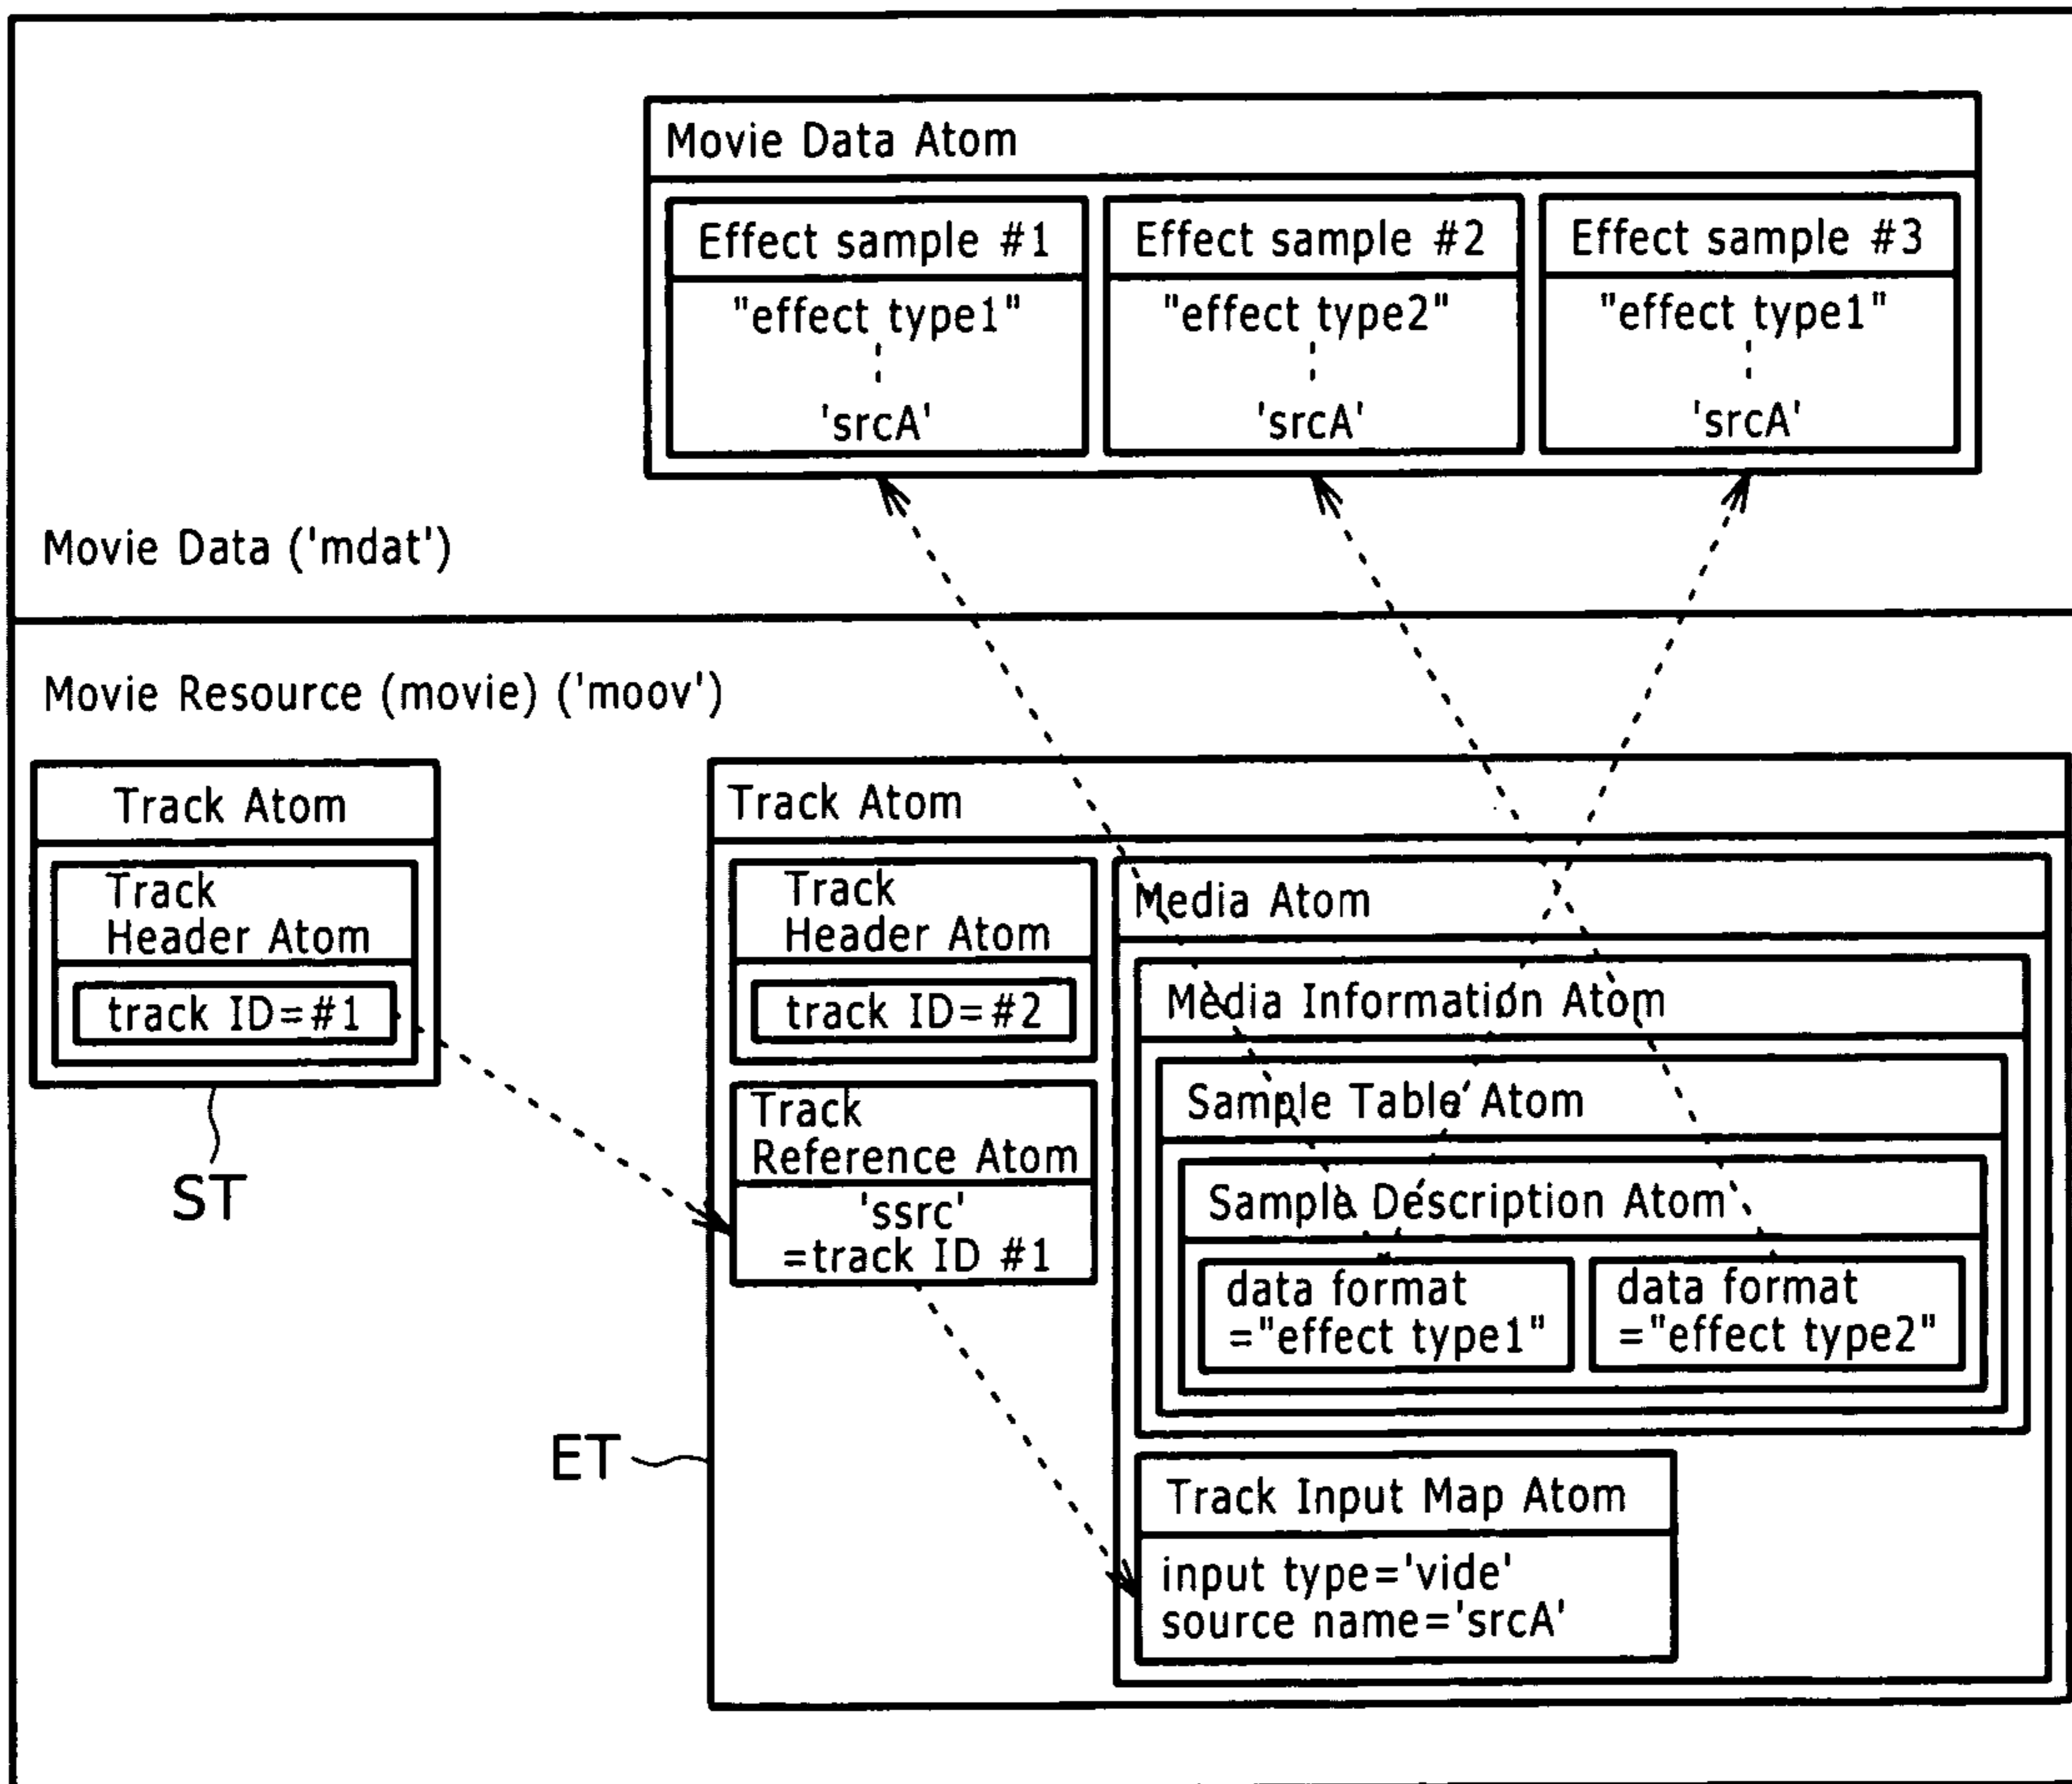 Movie Data Atom
Effect sample #1
"effect type1"
'srcA'
Effect sample #2
"effect type2"
'srcA'
Effect sample #3
"effect type1"
'srcA'
Movie Data ('mdat')
Movie Resource (movie) ('moov')
Track Atom
Track
Header Atom
track ID=#1
ST
Track Atom
Track
Header Atom
track ID=#2
Track
Reference Atom
'ssrc'
=track ID #1
ET
Media Atom
Media Information Atom
Sample Table Atom
Sample Description Atom
data format
="effect type1"
data format
="effect type2"
Track Input Map Atom
input type='vide'
source name='srcA'